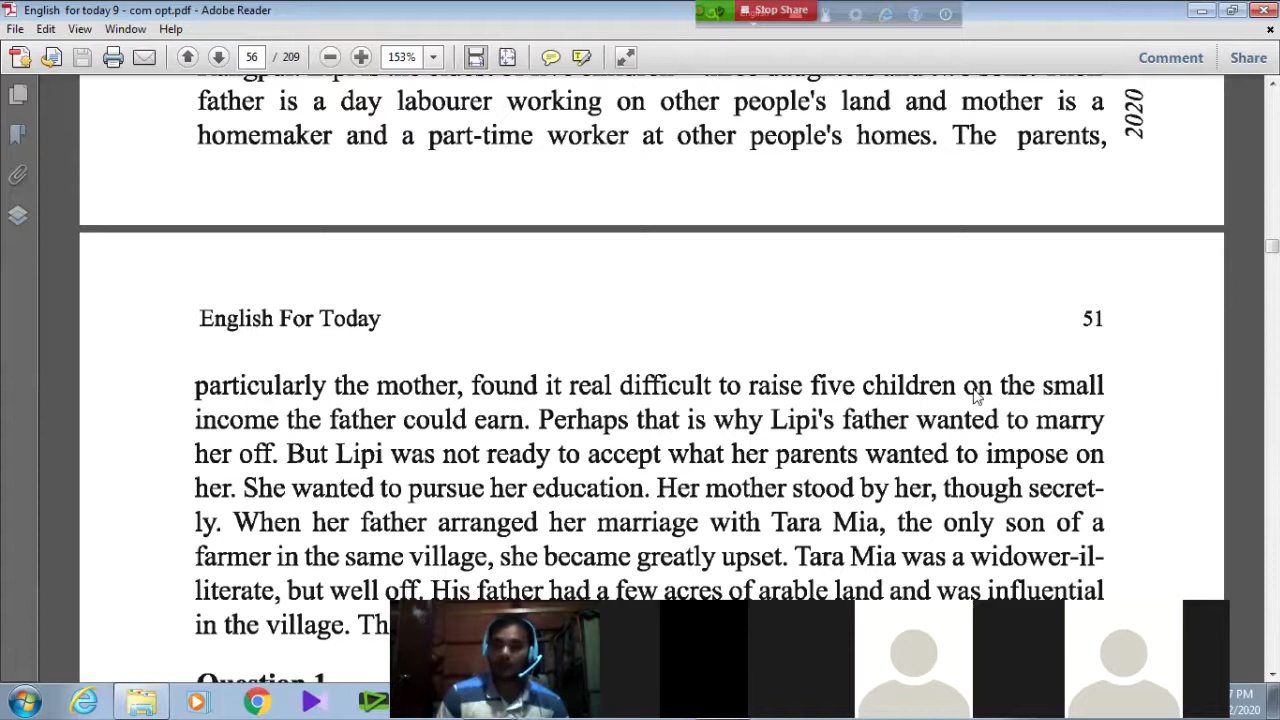 English for today 9 - com opt.pdf - Adobe Reader
Stop Share
File Edit View Window Help
56 / 209 153% Comment Share
father is a day labourer working on other people's land and mother is a
homemaker and a part-time worker at other people's homes. The parents,
2020
English For Today 51
particularly the mother, found it real difficult to raise five children on the small
income the father could earn. Perhaps that is why Lipi's father wanted to marry
her off. But Lipi was not ready to accept what her parents wanted to impose on
her. She wanted to pursue her education. Her mother stood by her, though secret-
ly. When her father arranged her marriage with Tara Mia, the only son of a
farmer in the same village, she became greatly upset. Tara Mia was a widower-il-
literate, but well off. His father had a few acres of arable land and was influential
in the village. Th
Question 1
7 PM
2/2020